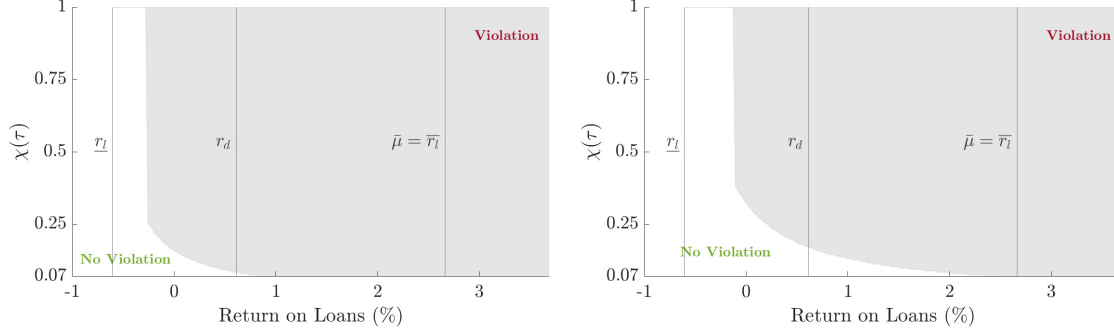 1
0.75
0.5
0.25
0.07
χ(τ)
Violation
r_l
r_d
μ̄ = r̅_l̅
No Violation
-1 0 1 2 3
Return on Loans (%)
1
0.75
0.5
0.25
0.07
χ(τ)
Violation
r_l
r_d
μ̄ = r̅_l̅
No Violation
-1 0 1 2 3
Return on Loans (%)